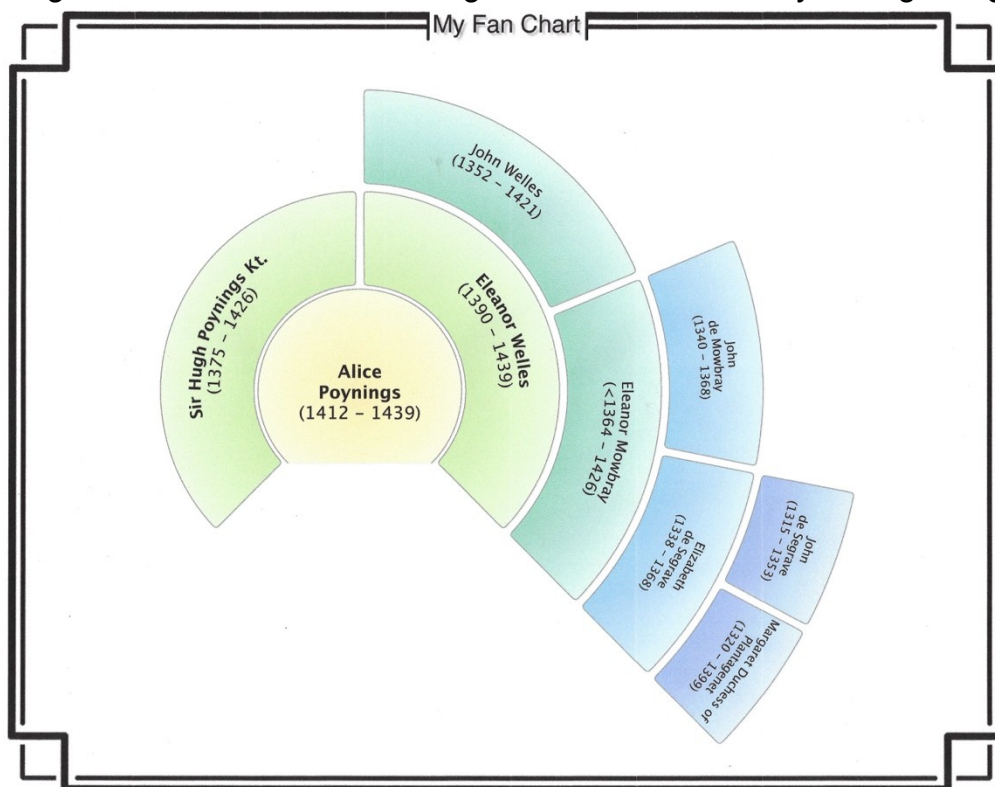 My Fan Chart
John Welles
(1352 – 1421)
Sir Hugh Poynings Kt.
(1375 – 1426)
Eleanor Welles
(1390 – 1439)
Alice
Poynings
(1412 – 1439)
John
de Mowbray
(1340 – 1368)
Eleanor Mowbray
(<1364 – 1426)
Elizabeth
de Segrave
(1338 – 1368)
John
de Segrave
(1315 – 1353)
Margaret Duchess of
Plantagenet
(1320 – 1399)